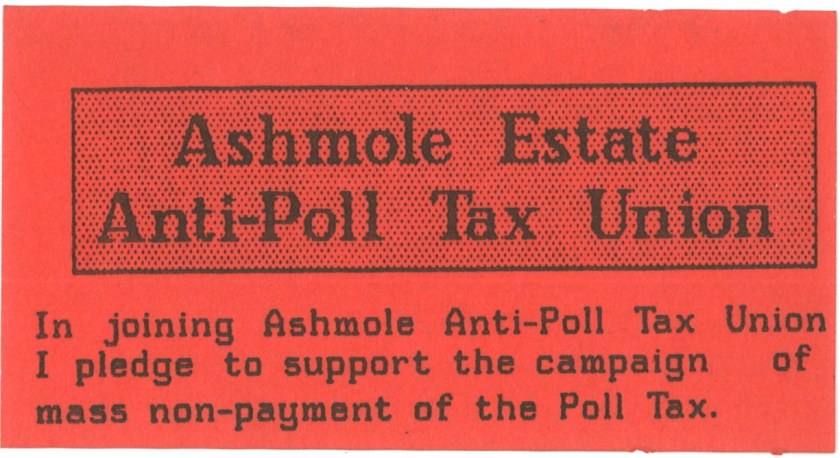 Ashmole Estate
Anti-Poll Tax Union
In joining Ashmole Anti-Poll Tax Union
I pledge to support the campaign of
mass non-payment of the Poll Tax.